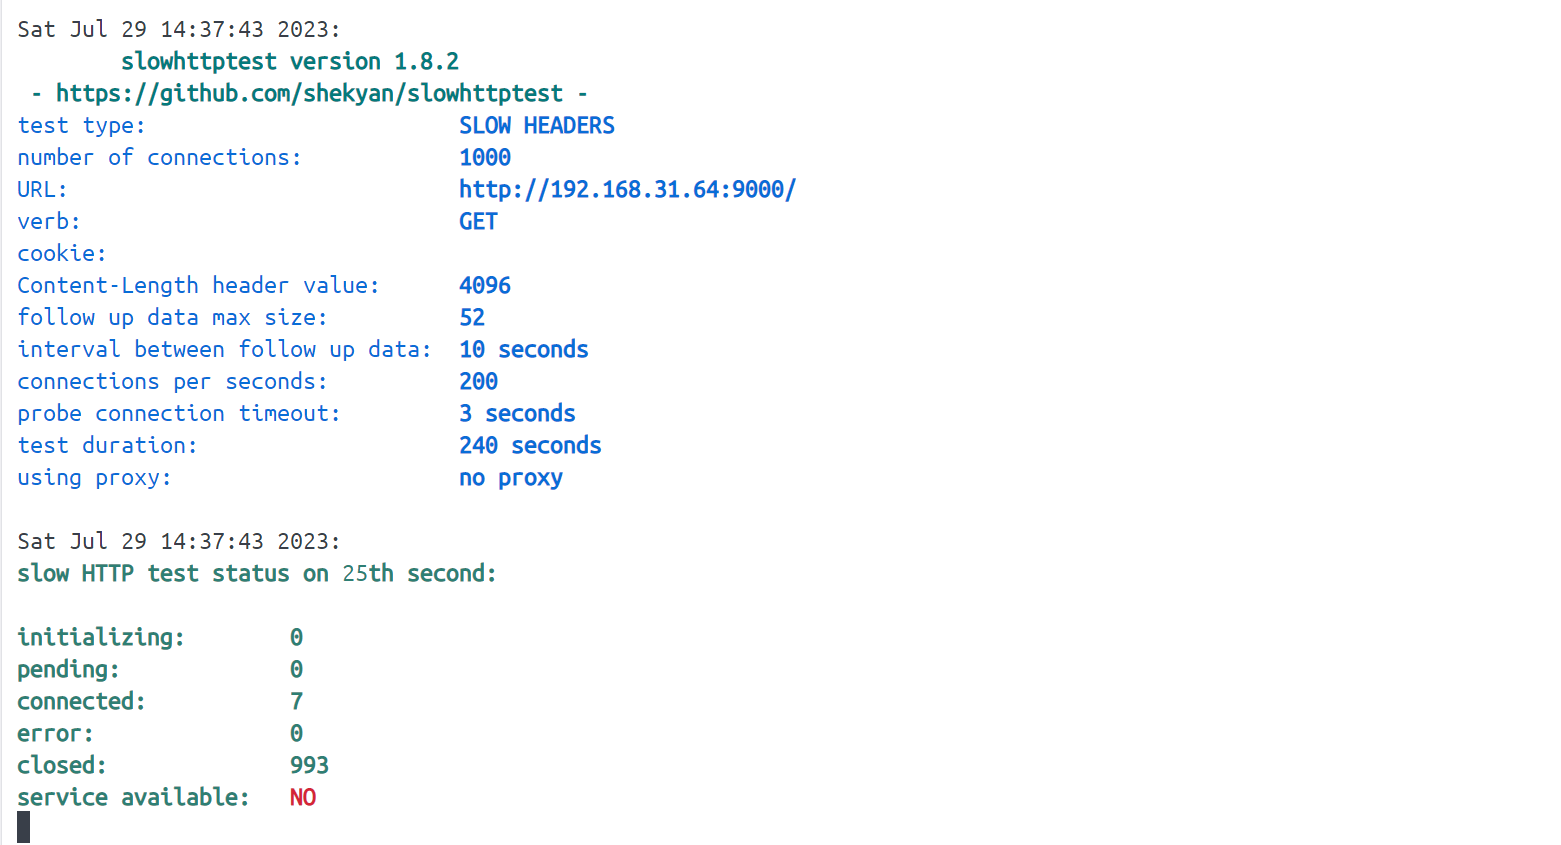 Sat Jul 29 14:37:43 2023:
slowhttptest version 1.8.2
- https://github.com/shekyan/slowhttptest -
test type: SLOW HEADERS
number of connections: 1000
URL: http://192.168.31.64:9000/
verb: GET
cookie:
Content-Length header value: 4096
follow up data max size: 52
interval between follow up data: 10 seconds
connections per seconds: 200
probe connection timeout: 3 seconds
test duration: 240 seconds
using proxy: no proxy
Sat Jul 29 14:37:43 2023:
slow HTTP test status on 25th second:
initializing: 0
pending: 0
connected: 7
error: 0
closed: 993
service available: NO